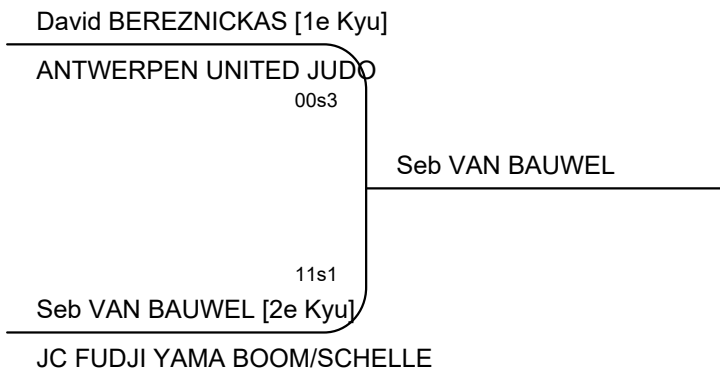 David BEREZNICKAS [1e Kyu]
ANTWERPEN UNITED JUDO
00s3
Seb VAN BAUWEL
11s1
Seb VAN BAUWEL [2e Kyu]
JC FUDJI YAMA BOOM/SCHELLE